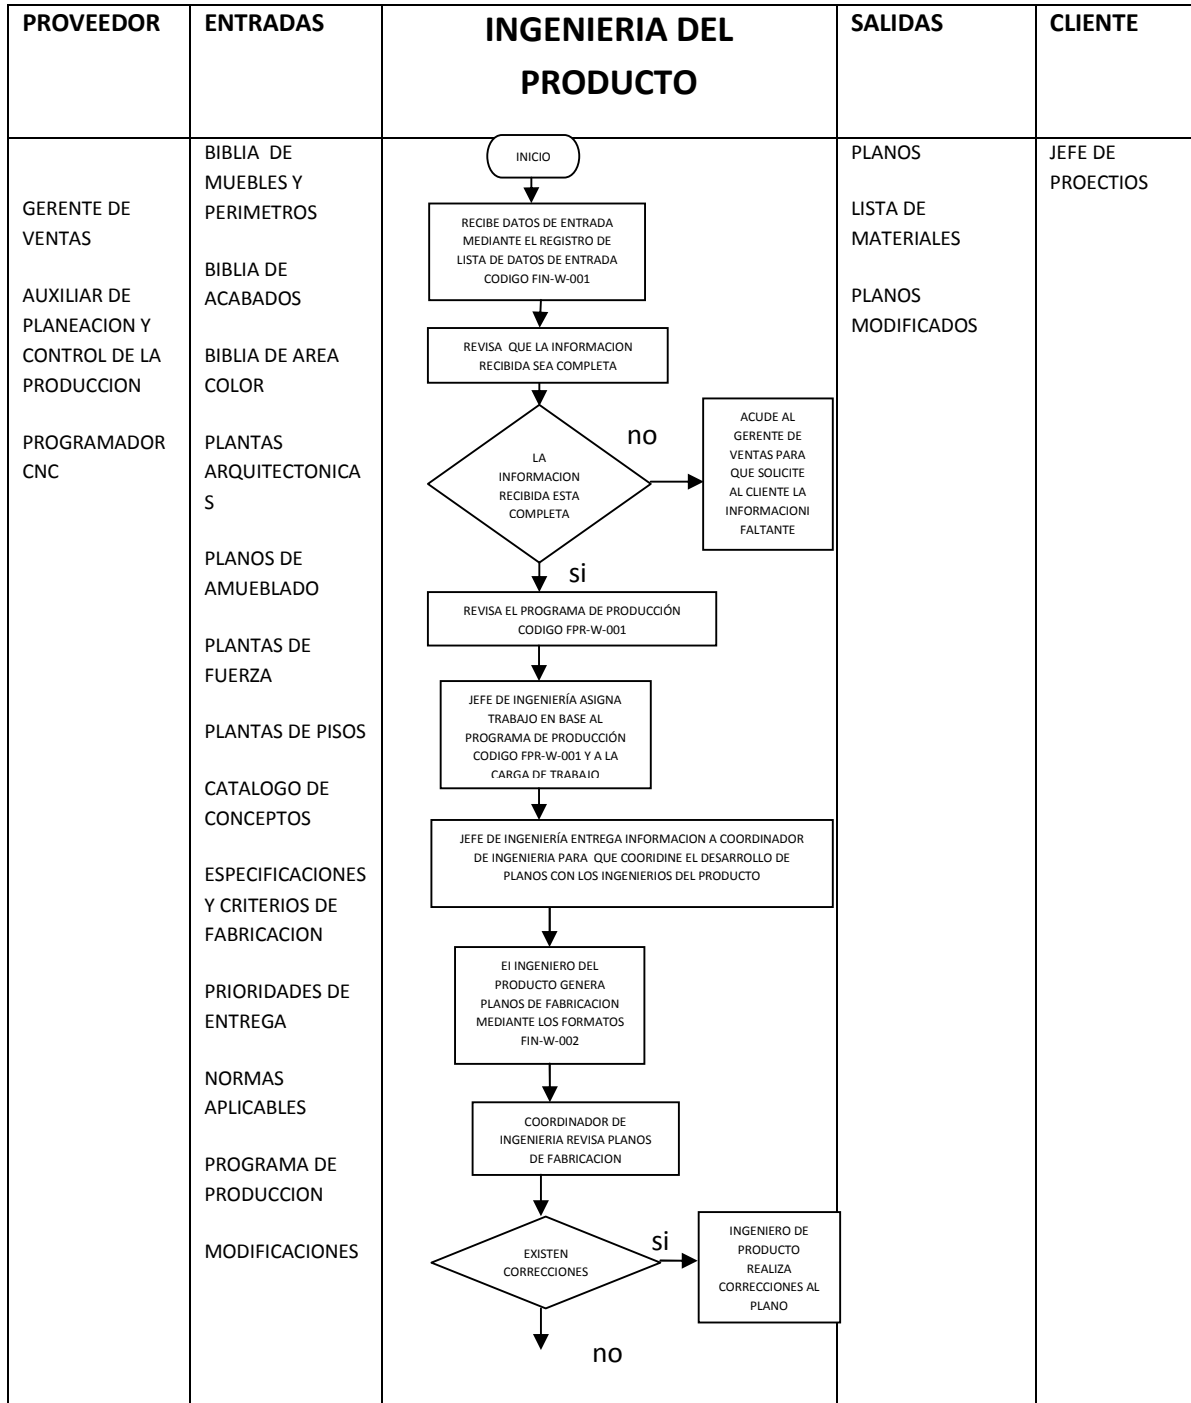 PROVEEDOR
ENTRADAS
INGENIERIA DEL
PRODUCTO
SALIDAS
CLIENTE
GERENTE DE
VENTAS
AUXILIAR DE
PLANEACION Y
CONTROL DE LA
PRODUCCION
PROGRAMADOR
CNC
BIBLIA DE
MUEBLES Y
PERIMETROS
BIBLIA DE
ACABADOS
BIBLIA DE AREA
COLOR
PLANTAS
ARQUITECTONICA
S
PLANOS DE
AMUEBLADO
PLANTAS DE
FUERZA
PLANTAS DE PISOS
CATALOGO DE
CONCEPTOS
ESPECIFICACIONES
Y CRITERIOS DE
FABRICACION
PRIORIDADES DE
ENTREGA
NORMAS
APLICABLES
PROGRAMA DE
PRODUCCION
MODIFICACIONES
INICIO
RECIBE DATOS DE ENTRADA
MEDIANTE EL REGISTRO DE
LISTA DE DATOS DE ENTRADA
CODIGO FIN-W-001
REVISA QUE LA INFORMACION
RECIBIDA SEA COMPLETA
LA
INFORMACION
RECIBIDA ESTA
COMPLETA
no
ACUDE AL
GERENTE DE
VENTAS PARA
QUE SOLICITE
AL CLIENTE LA
INFORMACIONI
FALTANTE
si
REVISA EL PROGRAMA DE PRODUCCIÓN
CODIGO FPR-W-001
JEFE DE INGENIERÍA ASIGNA
TRABAJO EN BASE AL
PROGRAMA DE PRODUCCIÓN
CODIGO FPR-W-001 Y A LA
CARGA DE TRABAJO
JEFE DE INGENIERÍA ENTREGA INFORMACION A COORDINADOR
DE INGENIERIA PARA QUE COORIDINE EL DESARROLLO DE
PLANOS CON LOS INGENIERIOS DEL PRODUCTO
El INGENIERO DEL
PRODUCTO GENERA
PLANOS DE FABRICACION
MEDIANTE LOS FORMATOS
FIN-W-002
COORDINADOR DE
INGENIERIA REVISA PLANOS
DE FABRICACION
EXISTEN
CORRECCIONES
si
INGENIERO DE
PRODUCTO
REALIZA
CORRECCIONES AL
PLANO
no
PLANOS
LISTA DE
MATERIALES
PLANOS
MODIFICADOS
JEFE DE
PROECTIOS